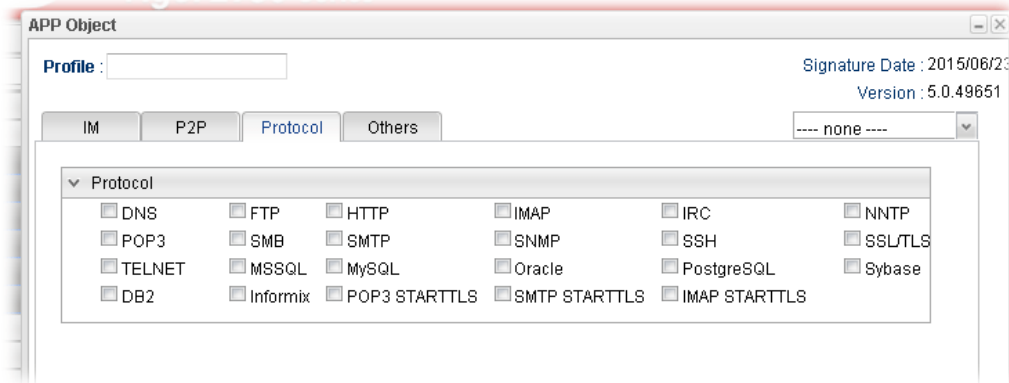 APP Object
Profile :
Signature Date : 2015/06/23
Version : 5.0.49651
IM P2P Protocol Others
---- none ----
Protocol
DNS FTP HTTP IMAP IRC NNTP
POP3 SMB SMTP SNMP SSH SSL/TLS
TELNET MSSQL MySQL Oracle PostgreSQL Sybase
DB2 Informix POP3 STARTTLS SMTP STARTTLS IMAP STARTTLS